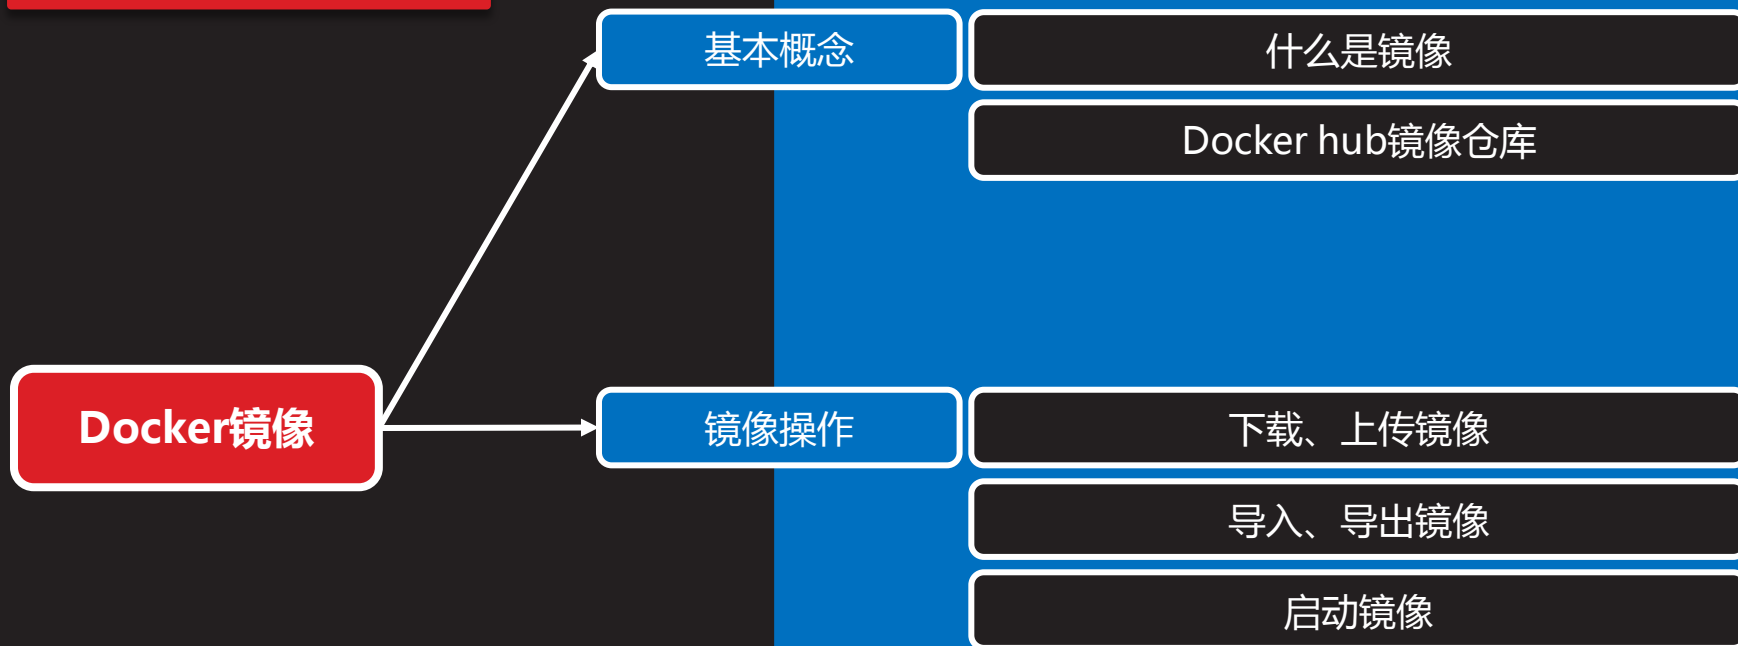 基本概念
什么是镜像
Docker hub镜像仓库
Docker镜像
镜像操作
下载、上传镜像
导入、导出镜像
启动镜像